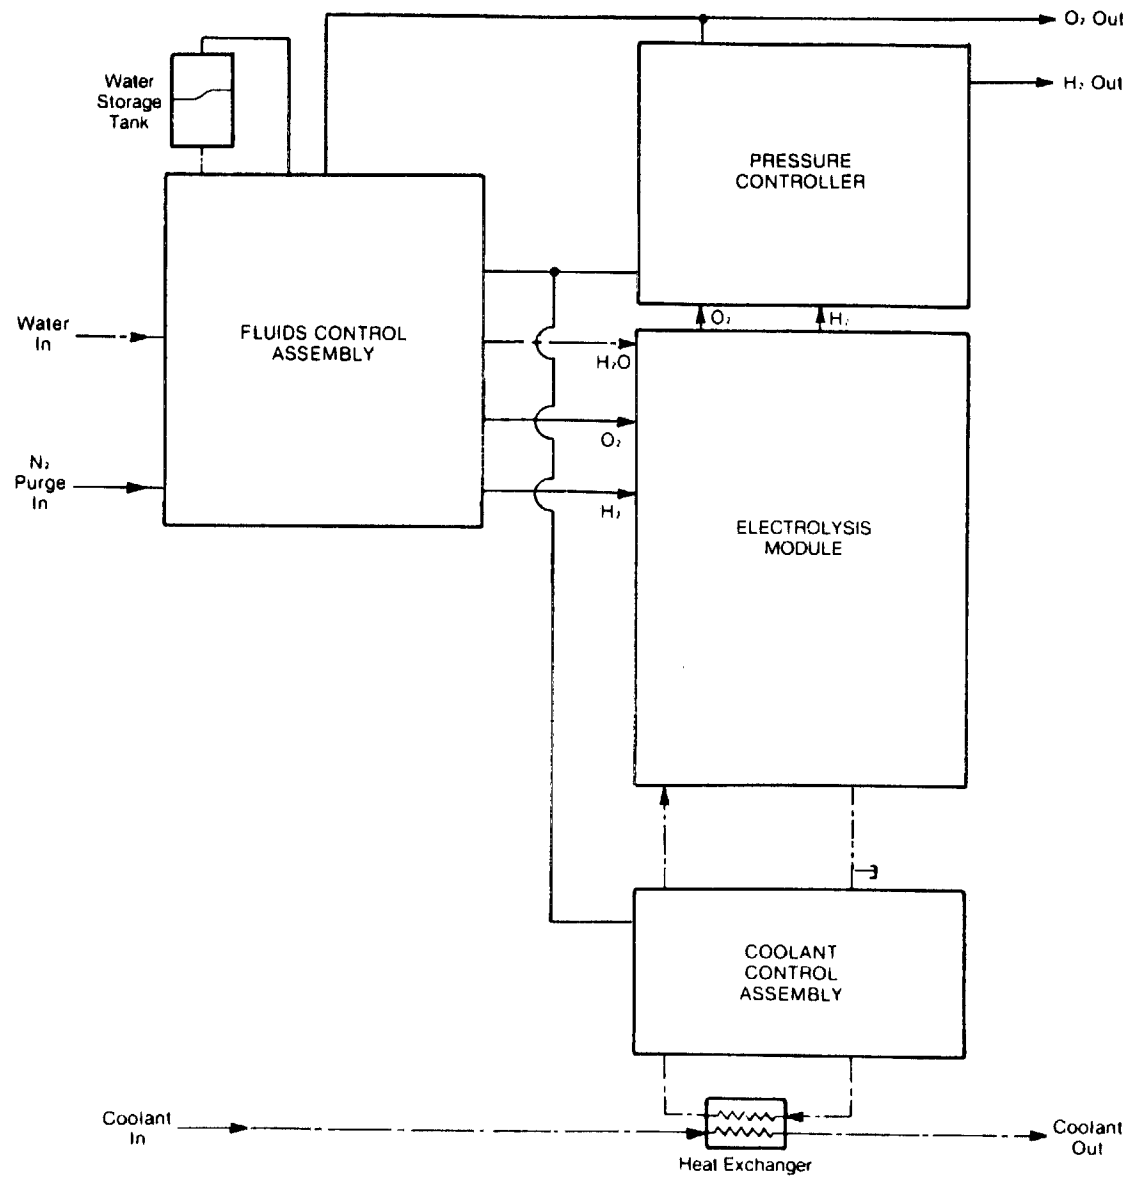 O₂ Out
H₂ Out
Water
Storage
Tank
PRESSURE
CONTROLLER
O₂
H₂
Water
In
FLUIDS CONTROL
ASSEMBLY
H₂O
O₂
H₂
N₂
Purge
In
ELECTROLYSIS
MODULE
COOLANT
CONTROL
ASSEMBLY
Coolant
In
Coolant
Out
Heat Exchanger